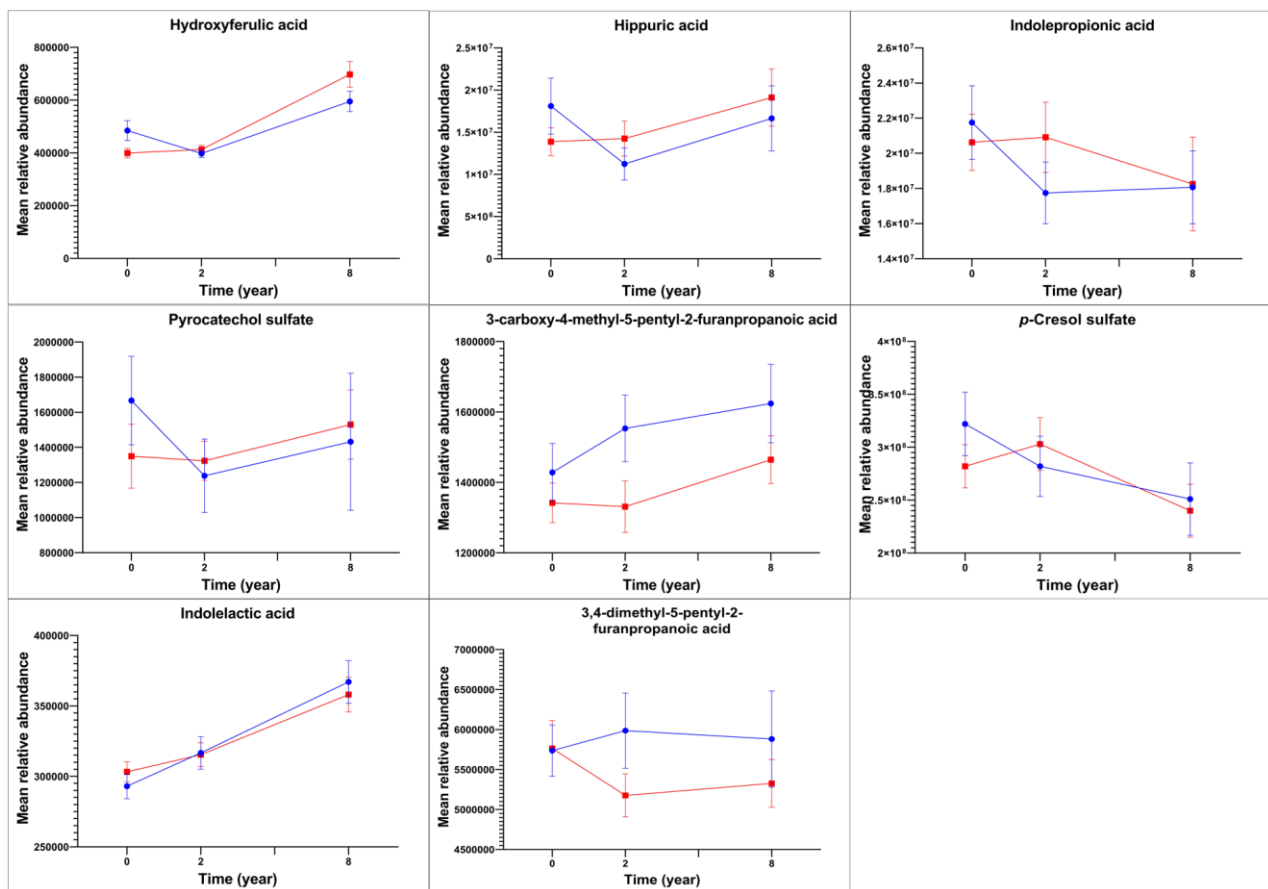 Hydroxyferulic acid
Mean relative abundance
800000
600000
400000
200000
0
0 2 8
Time (year)
Hippuric acid
Mean relative abundance
2.5×10⁷
2×10⁷
1.5×10⁷
1×10⁷
5×10⁶
0
0 2 8
Time (year)
Indolepropionic acid
Mean relative abundance
2.6×10⁷
2.4×10⁷
2.2×10⁷
2×10⁷
1.8×10⁷
1.6×10⁷
1.4×10⁷
0 2 8
Time (year)
Pyrocatechol sulfate
Mean relative abundance
2000000
1800000
1600000
1400000
1200000
1000000
800000
0 2 8
Time (year)
3-carboxy-4-methyl-5-pentyl-2-furanpropanoic acid
Mean relative abundance
1800000
1600000
1400000
1200000
0 2 8
Time (year)
p-Cresol sulfate
Mean relative abundance
4×10⁸
3.5×10⁸
3×10⁸
2.5×10⁸
2×10⁸
0 2 8
Time (year)
Indolelactic acid
Mean relative abundance
400000
350000
300000
250000
0 2 8
Time (year)
3,4-dimethyl-5-pentyl-2-
furanpropanoic acid
Mean relative abundance
7000000
6500000
6000000
5500000
5000000
4500000
0 2 8
Time (year)